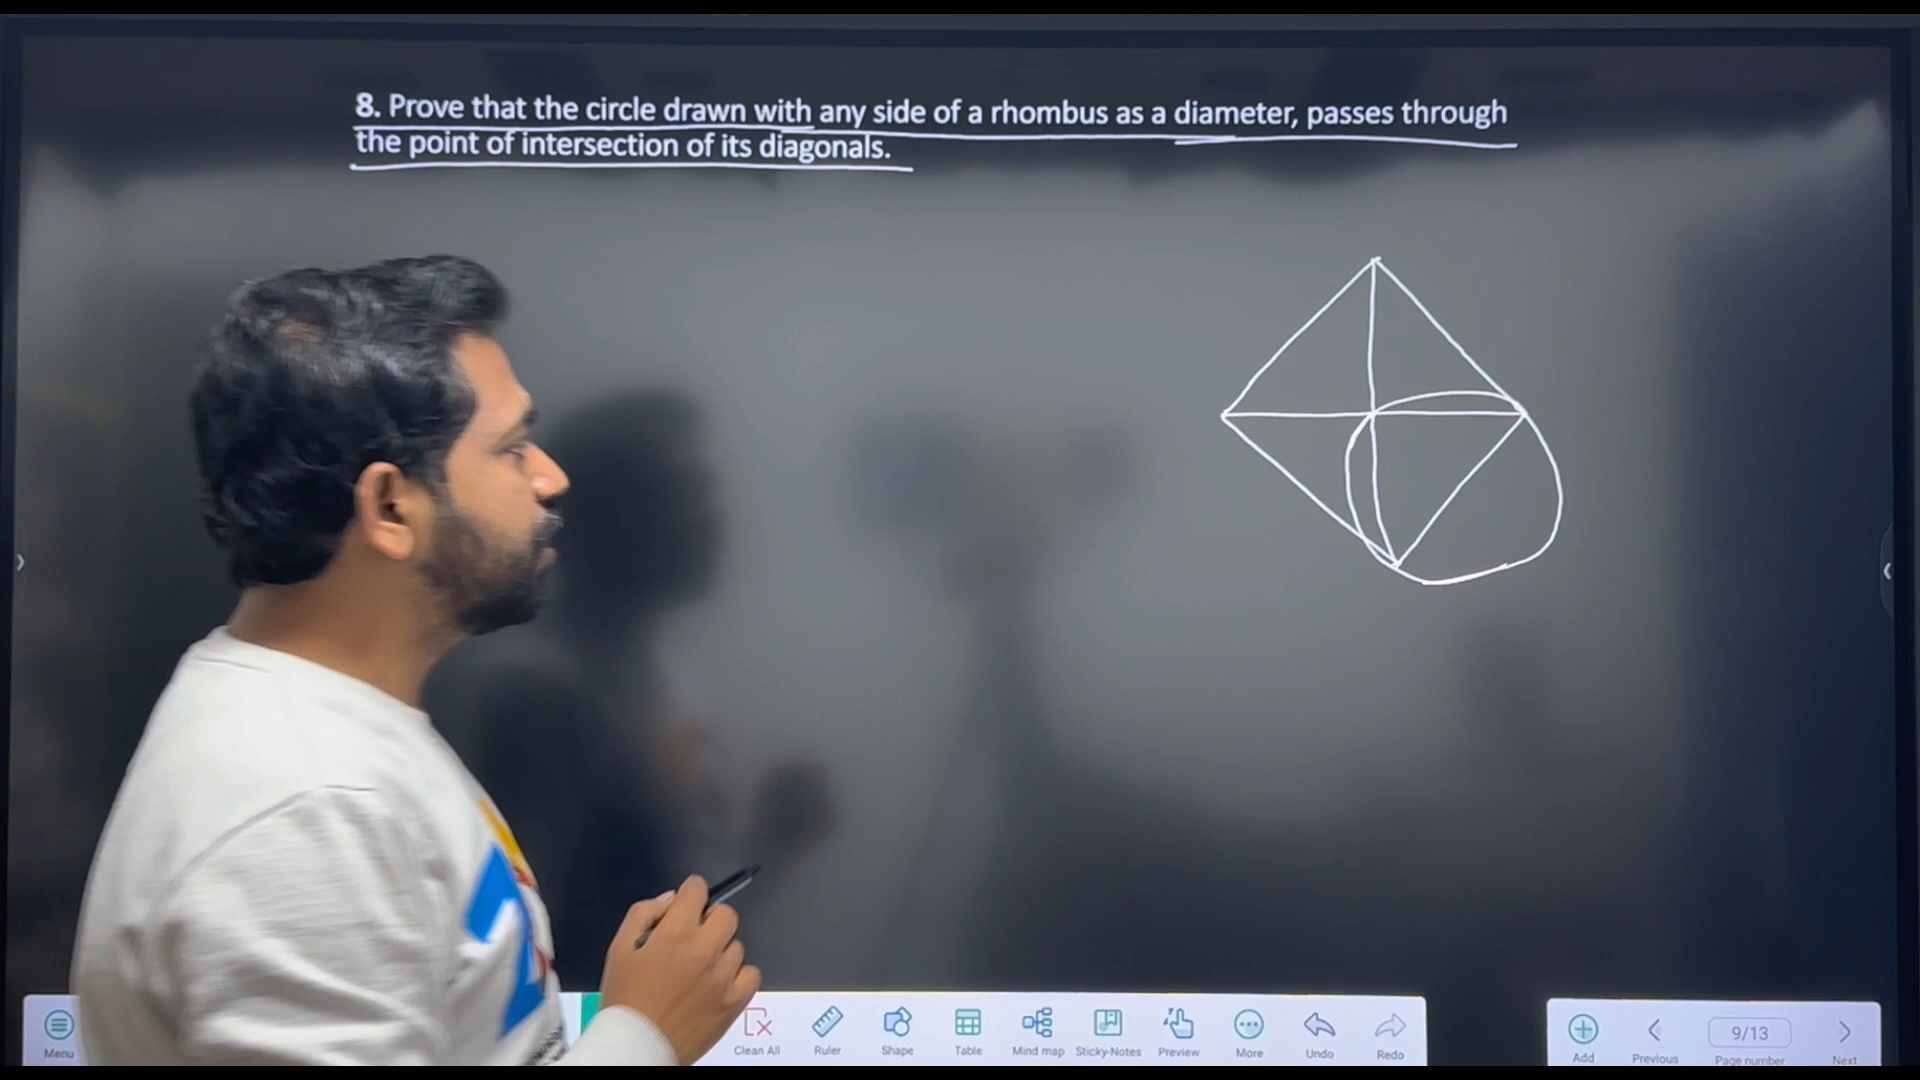 8. Prove that the circle drawn with any side of a rhombus as a diameter, passes through
the point of intersection of its diagonals.
Menu
Clean All
Ruler
Shape
Table
Mind map
Sticky-Notes
Preview
More
Undo
Redo
Add
Previous
9/13
Page number
Next